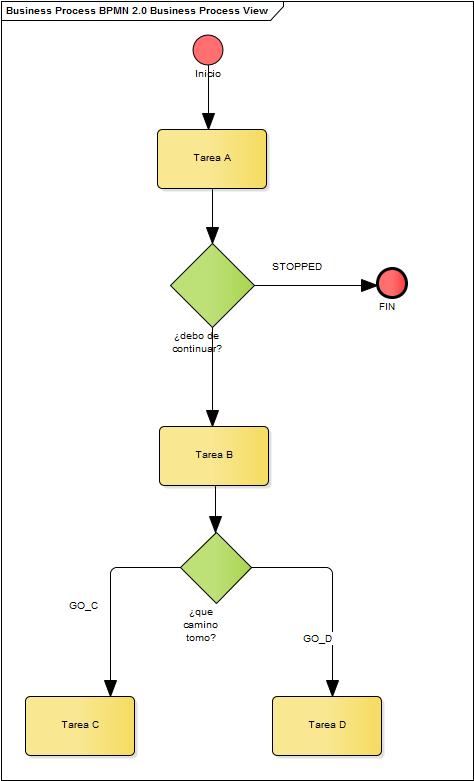 Business Process BPMN 2.0 Business Process View
Inicio
Tarea A
STOPPED
FIN
¿debo de
continuar?
Tarea B
GO_C
¿que
camino
tomo?
GO_D
Tarea C
Tarea D